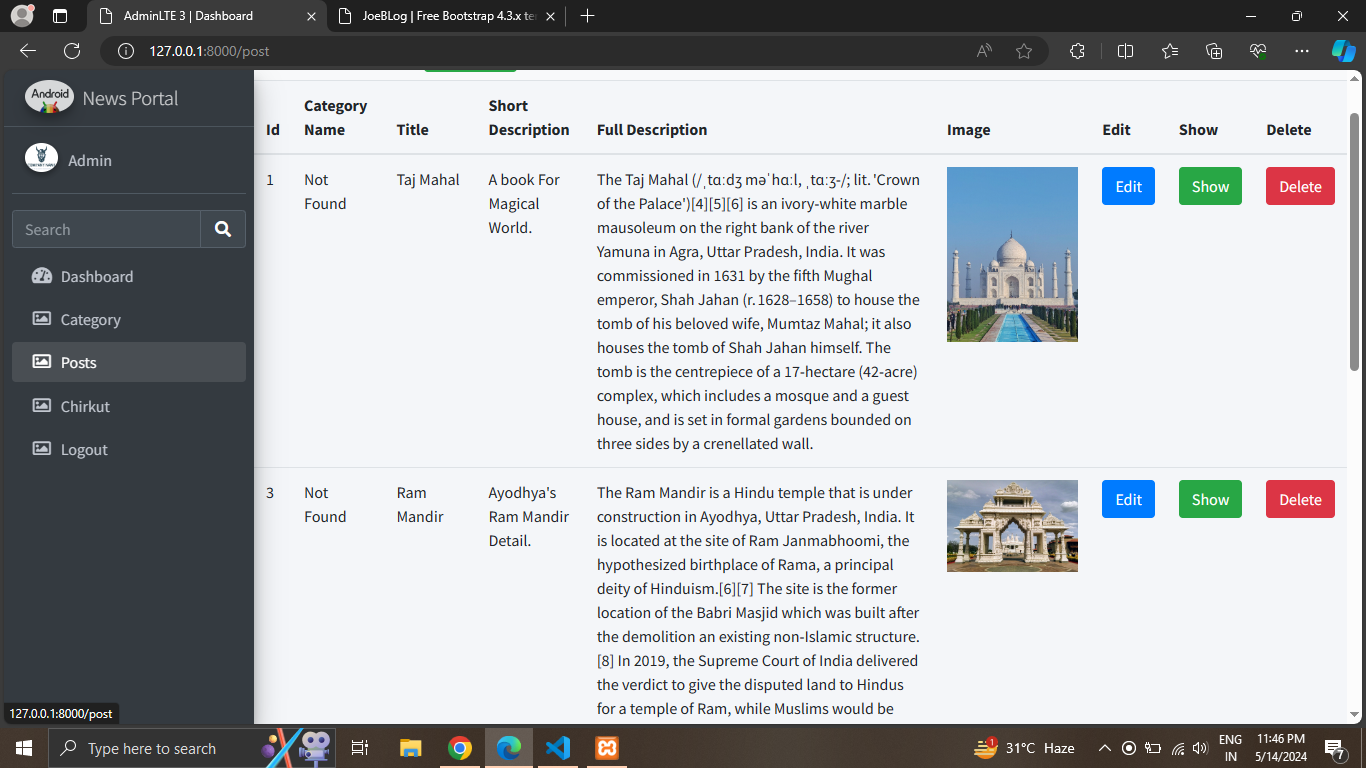 AdminLTE 3 | Dashboard
JoeBLog | Free Bootstrap 4.3.x te
127.0.0.1:8000/post
Android
News Portal
Admin
Search
Dashboard
Category
Posts
Chirkut
Logout
Id
Category
Name
Title
Short
Description
Full Description
Image
Edit
Show
Delete
1
Not
Found
Taj Mahal
A book For
Magical
World.
The Taj Mahal (/ˌtɑːdʒ məˈhɑːl, ˌtɑːʒ-/; lit. 'Crown
of the Palace')[4][5][6] is an ivory-white marble
mausoleum on the right bank of the river
Yamuna in Agra, Uttar Pradesh, India. It was
commissioned in 1631 by the fifth Mughal
emperor, Shah Jahan (r. 1628–1658) to house the
tomb of his beloved wife, Mumtaz Mahal; it also
houses the tomb of Shah Jahan himself. The
tomb is the centrepiece of a 17-hectare (42-acre)
complex, which includes a mosque and a guest
house, and is set in formal gardens bounded on
three sides by a crenellated wall.
Edit
Show
Delete
3
Not
Found
Ram
Mandir
Ayodhya's
Ram Mandir
Detail.
The Ram Mandir is a Hindu temple that is under
construction in Ayodhya, Uttar Pradesh, India. It
is located at the site of Ram Janmabhoomi, the
hypothesized birthplace of Rama, a principal
deity of Hinduism.[6][7] The site is the former
location of the Babri Masjid which was built after
the demolition an existing non-Islamic structure.
[8] In 2019, the Supreme Court of India delivered
the verdict to give the disputed land to Hindus
for a temple of Ram, while Muslims would be
Edit
Show
Delete
127.0.0.1:8000/post
Type here to search
1
31°C Haze
ENG
IN
11:46 PM
5/14/2024
7